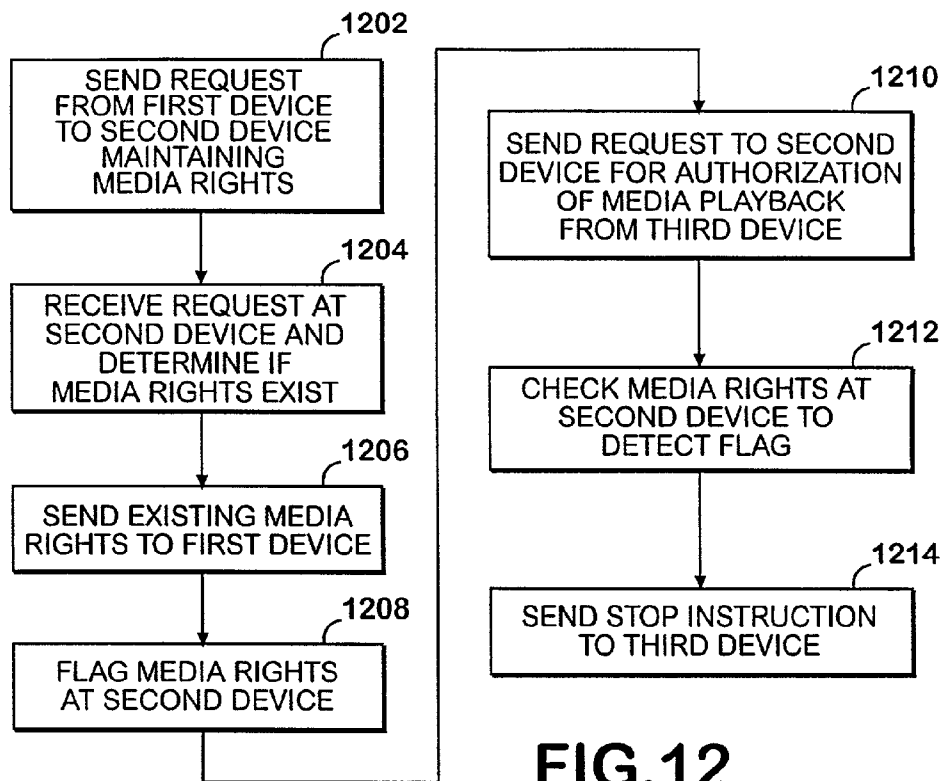 1202
SEND REQUEST
FROM FIRST DEVICE
TO SECOND DEVICE
MAINTAINING
MEDIA RIGHTS
1204
RECEIVE REQUEST AT
SECOND DEVICE AND
DETERMINE IF
MEDIA RIGHTS EXIST
1206
SEND EXISTING MEDIA
RIGHTS TO FIRST DEVICE
1208
FLAG MEDIA RIGHTS
AT SECOND DEVICE
1210
SEND REQUEST TO SECOND
DEVICE FOR AUTHORIZATION
OF MEDIA PLAYBACK
FROM THIRD DEVICE
1212
CHECK MEDIA RIGHTS AT
SECOND DEVICE TO
DETECT FLAG
1214
SEND STOP INSTRUCTION
TO THIRD DEVICE
FIG.12